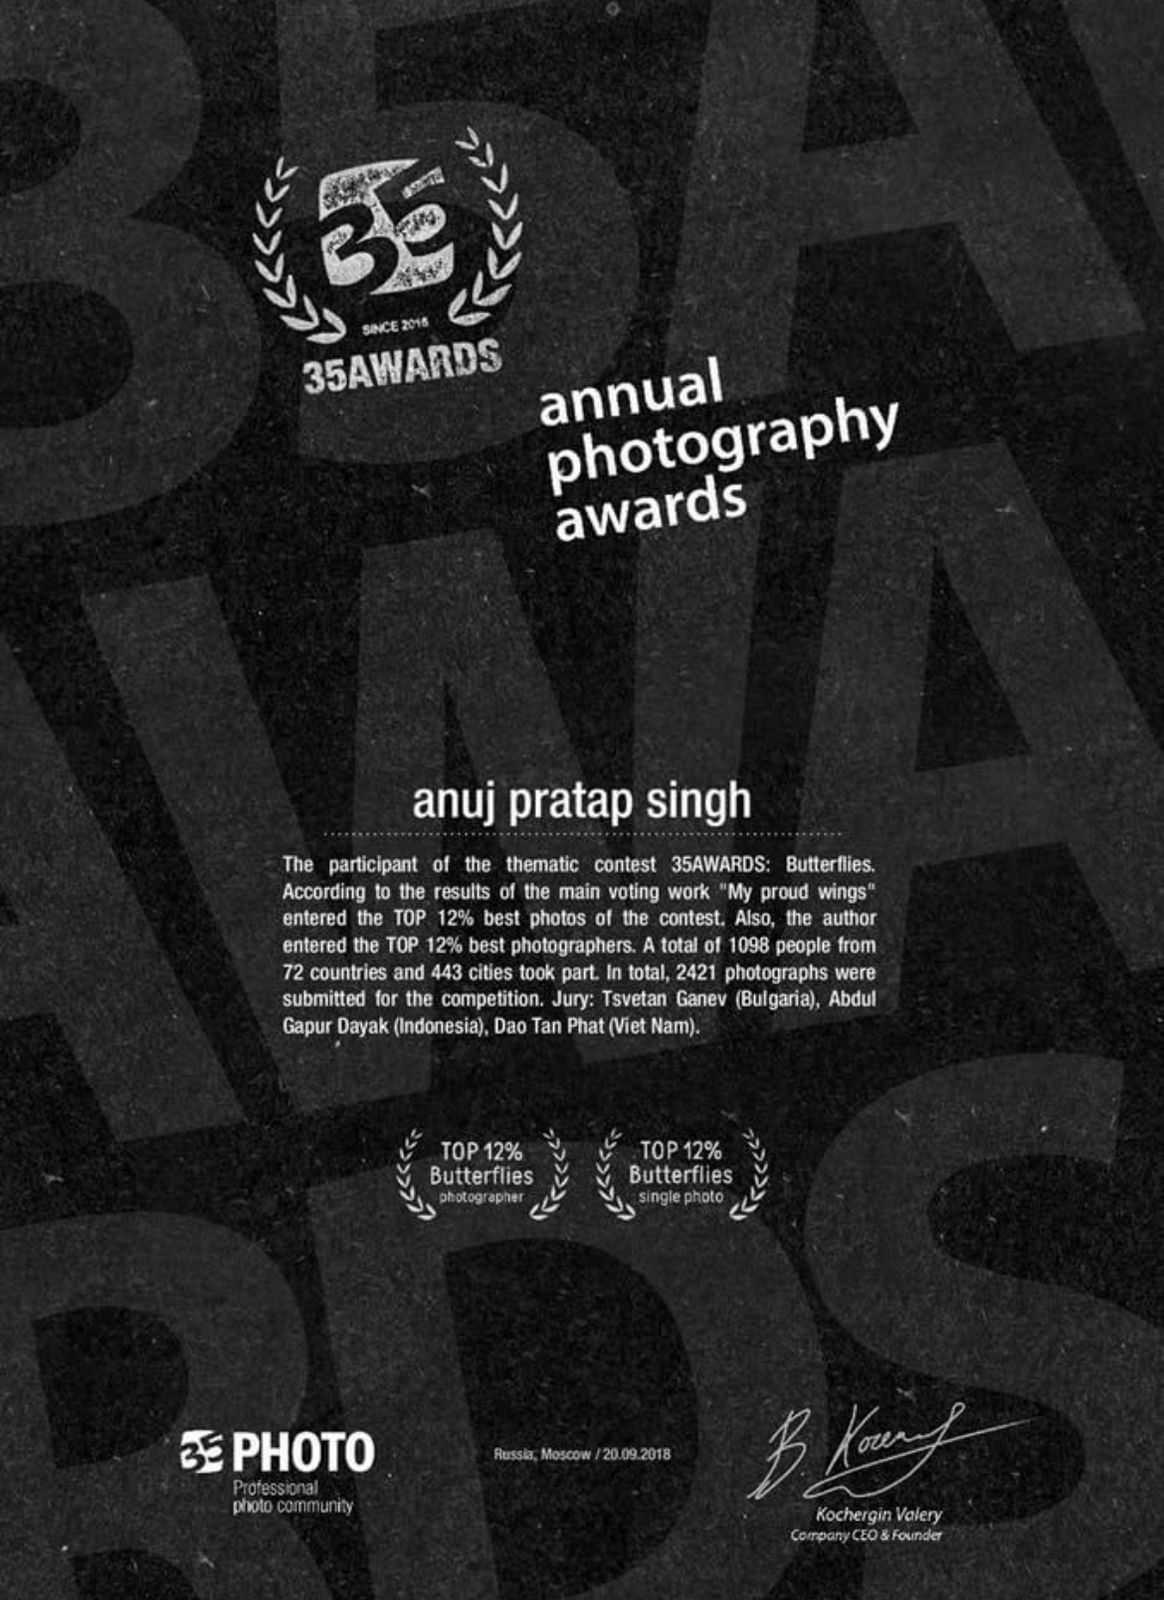 SINCE 2015
35AWARDS
annual
photography
awards
anuj pratap singh
The participant of the thematic contest 35AWARDS: Butterflies.
According to the results of the main voting work "My proud wings"
entered the TOP 12% best photos of the contest. Also, the author
entered the TOP 12% best photographers. A total of 1098 people from
72 countries and 443 cities took part. In total, 2421 photographs were
submitted for the competition. Jury: Tsvetan Ganev (Bulgaria), Abdul
Gapur Dayak (Indonesia), Dao Tan Phat (Viet Nam).
TOP 12%
Butterflies
photographer
TOP 12%
Butterflies
single photo
35 PHOTO
Professional
photo community
Russia, Moscow / 20.09.2018
Kochergin Valery
Company CEO & Founder